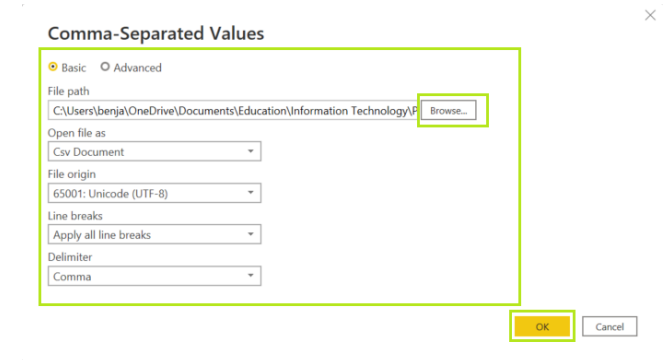 Comma-Separated Values
Basic Advanced
File path
C:\Users\benja\OneDrive\Documents\Education\Information Technology\P Browse...
Open file as
Csv Document
File origin
65001: Unicode (UTF-8)
Line breaks
Apply all line breaks
Delimiter
Comma
OK Cancel